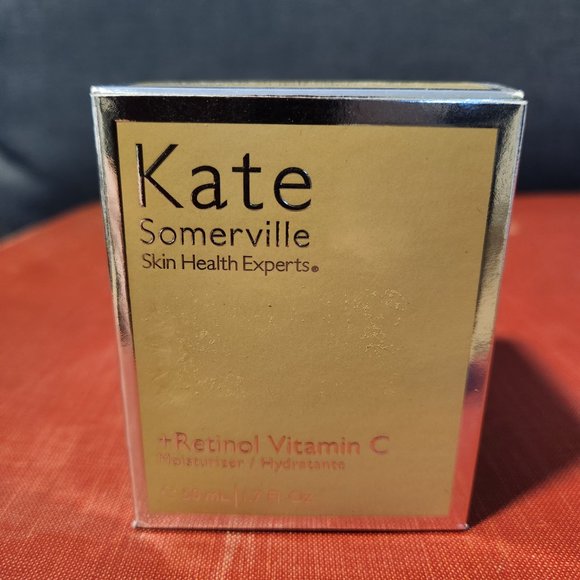 Kate
Somerville
Skin Health Experts®
+Retinol Vitamin C
Moisturizer / Hydratante
50 mL | 1.7 Fl. Oz.